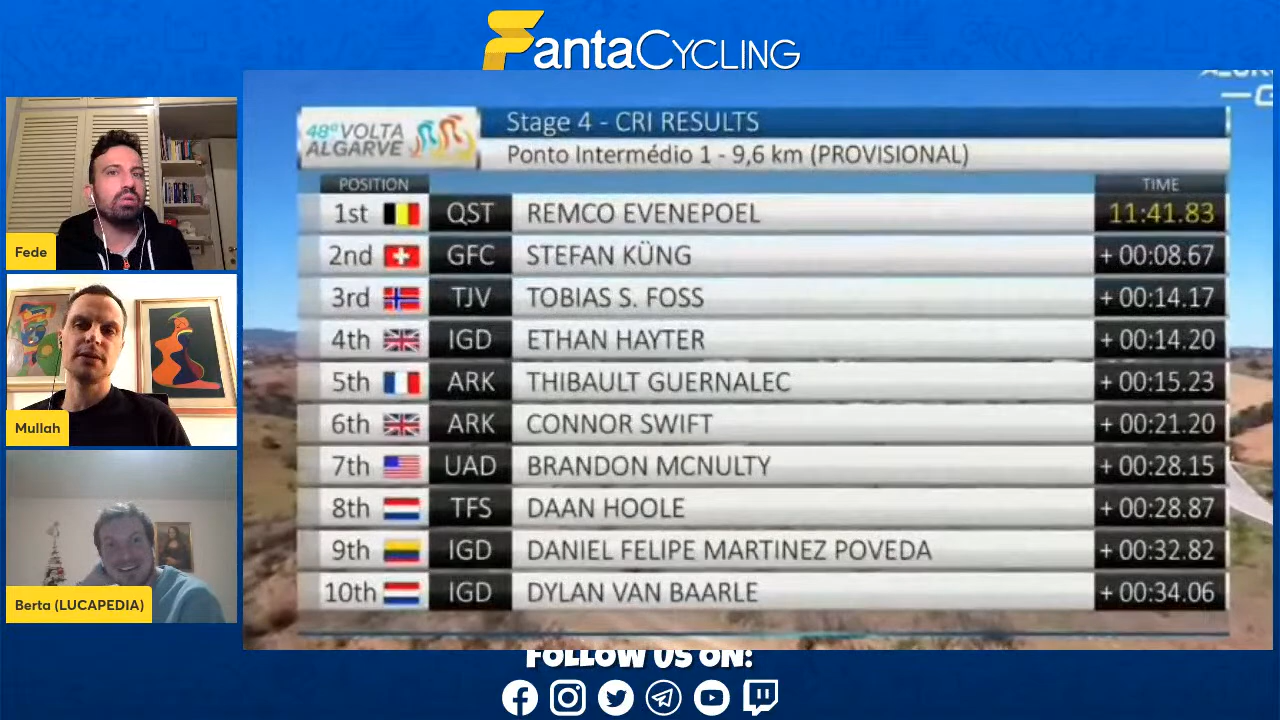 FantaCycling
Fede
Mullah
Berta (LUCAPEDIA)
48ª VOLTA
ALGARVE
Stage 4 - CRI RESULTS
Ponto Intermédio 1 - 9,6 km (PROVISIONAL)
POSITION TIME
1st QST REMCO EVENEPOEL 11:41.83
2nd GFC STEFAN KÜNG + 00:08.67
3rd TJV TOBIAS S. FOSS + 00:14.17
4th IGD ETHAN HAYTER + 00:14.20
5th ARK THIBAULT GUERNALEC + 00:15.23
6th ARK CONNOR SWIFT + 00:21.20
7th UAD BRANDON MCNULTY + 00:28.15
8th TFS DAAN HOOLE + 00:28.87
9th IGD DANIEL FELIPE MARTINEZ POVEDA + 00:32.82
10th IGD DYLAN VAN BAARLE + 00:34.06
FOLLOW US ON: